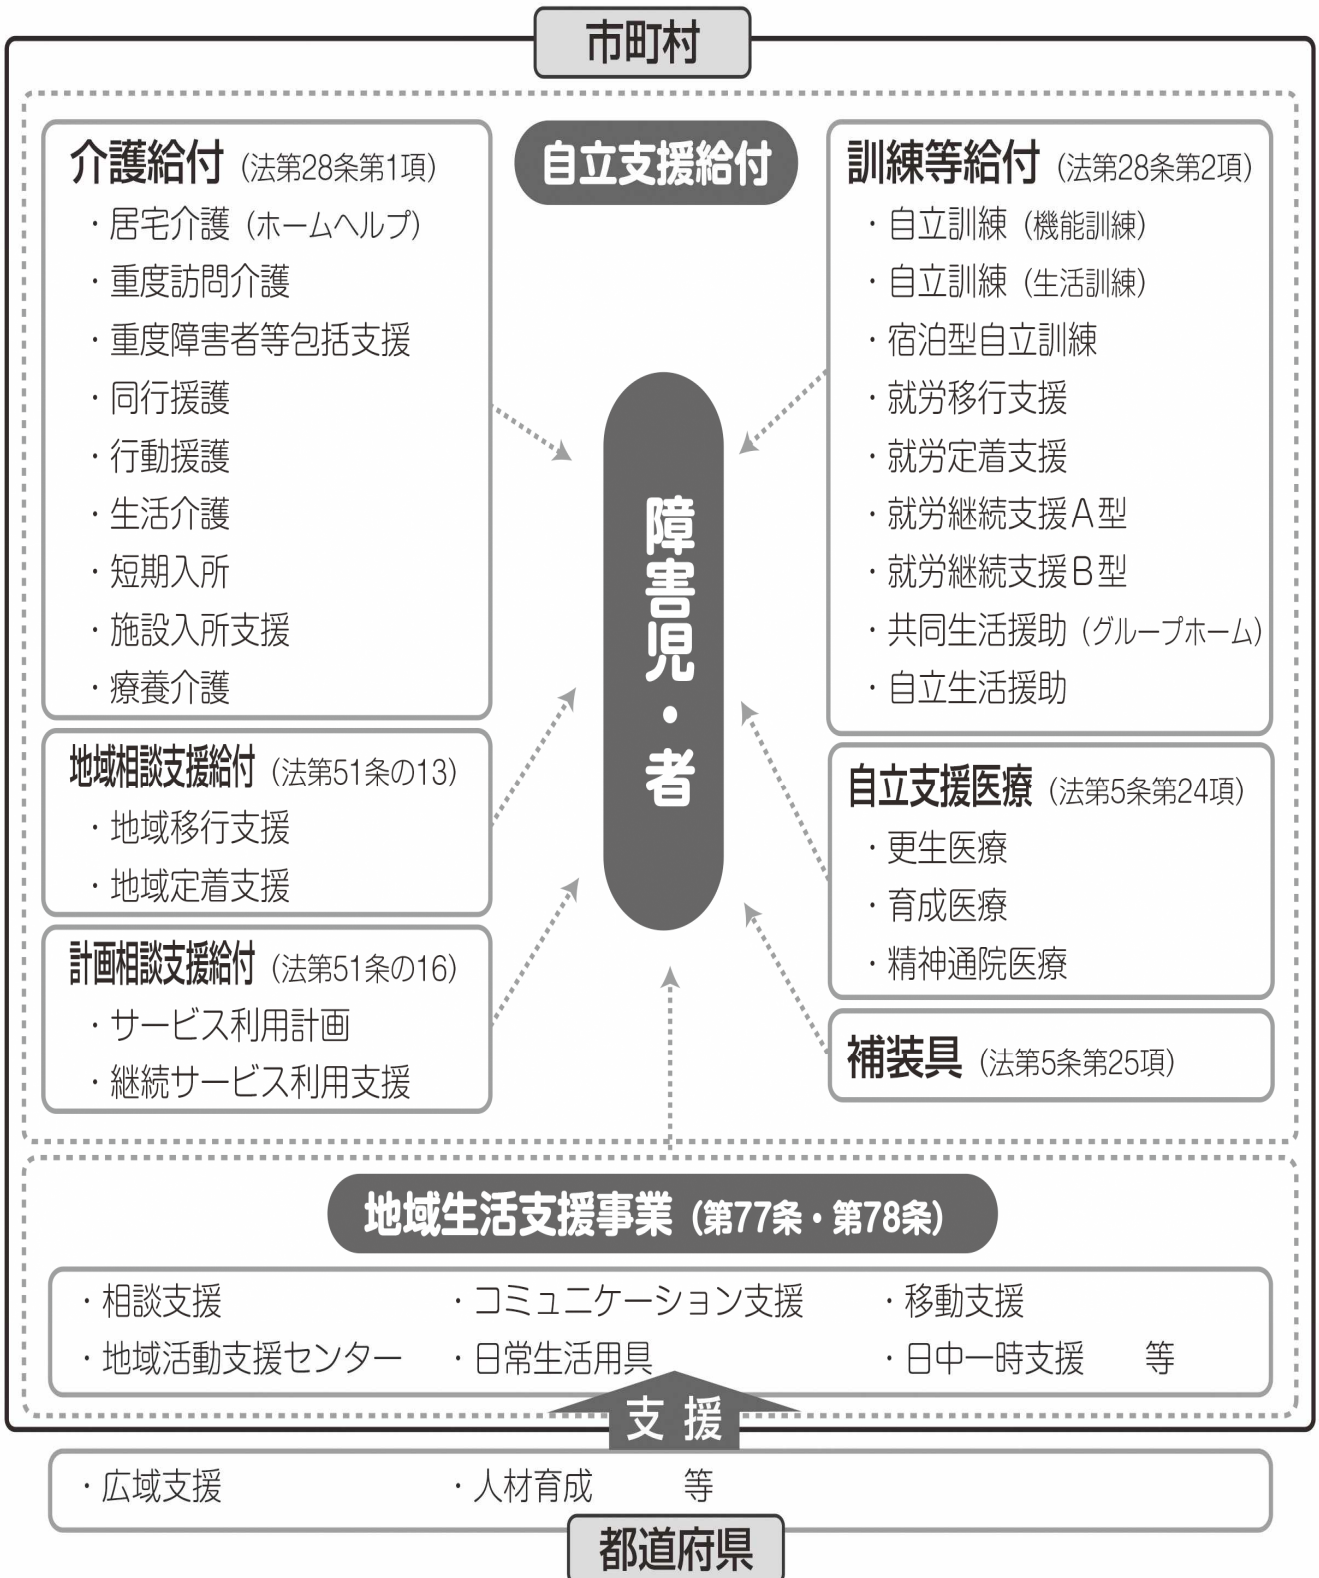 市町村
自立支援給付
介護給付（法第28条第1項）
・居宅介護（ホームヘルプ）
・重度訪問介護
・重度障害者等包括支援
・同行援護
・行動援護
・生活介護
・短期入所
・施設入所支援
・療養介護
地域相談支援給付（法第51条の13）
・地域移行支援
・地域定着支援
計画相談支援給付（法第51条の16）
・サービス利用計画
・継続サービス利用支援
障害児・者
訓練等給付（法第28条第2項）
・自立訓練（機能訓練）
・自立訓練（生活訓練）
・宿泊型自立訓練
・就労移行支援
・就労定着支援
・就労継続支援Ａ型
・就労継続支援Ｂ型
・共同生活援助（グループホーム）
・自立生活援助
自立支援医療（法第5条第24項）
・更生医療
・育成医療
・精神通院医療
補装具（法第5条第25項）
地域生活支援事業（第77条・第78条）
・相談支援　・コミュニケーション支援　・移動支援
・地域活動支援センター　・日常生活用具　・日中一時支援　等
支援
・広域支援　・人材育成　等
都道府県